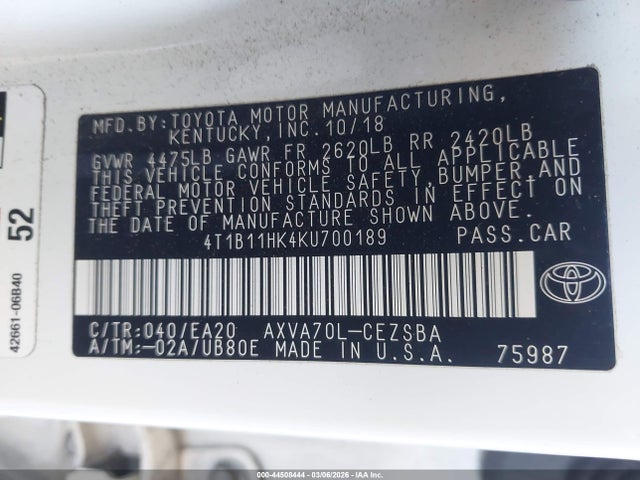 MFD.BY:TOYOTA MOTOR MANUFACTURING,
KENTUCKY, INC. 10/18
GVWR 4475LB GAWR FR 2620LB RR 2420LB
THIS VEHICLE CONFORMS TO ALL APPLICABLE
FEDERAL MOTOR VEHICLE SAFETY, BUMPER, AND
THEFT PREVENTION STANDARDS IN EFFECT ON
THE DATE OF MANUFACTURE SHOWN ABOVE.
4T1B11HK4KU700189 PASS.CAR
C/TR:040/EA20 AXVA70L-CEZSBA
A/TM:-02A/UB80E MADE IN U.S.A. 75987
TOYOTA
52
42661-06B40
000-44508444 | 03/06/2026 - IAAI.COM